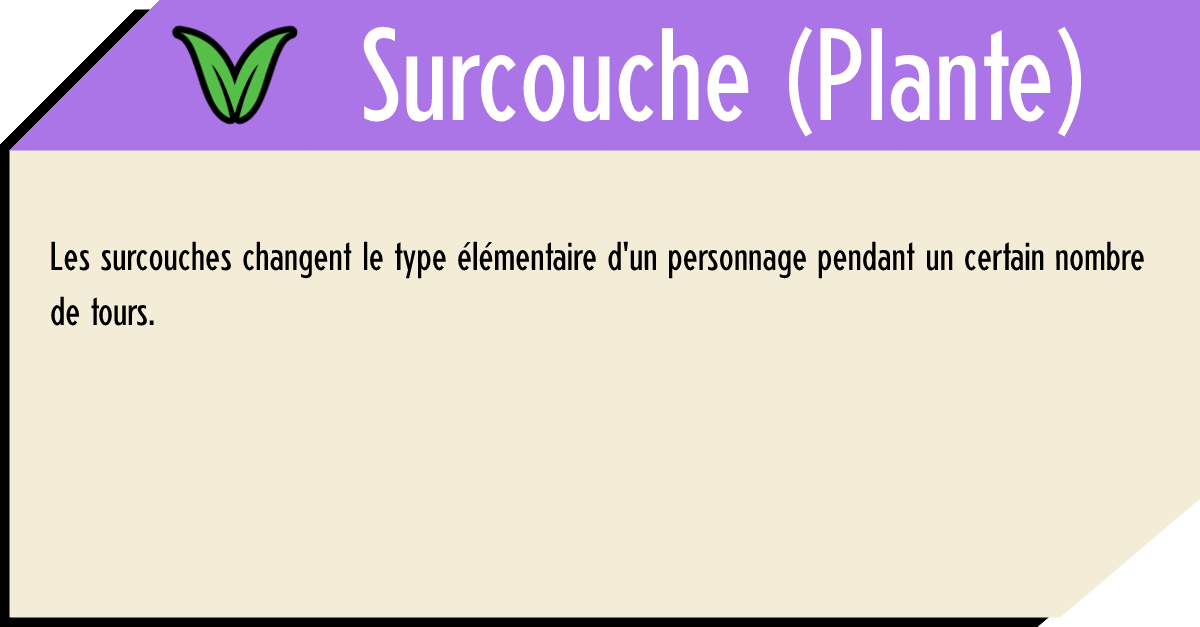 Surcouche (Plante)
Les surcouches changent le type élémentaire d'un personnage pendant un certain nombre
de tours.